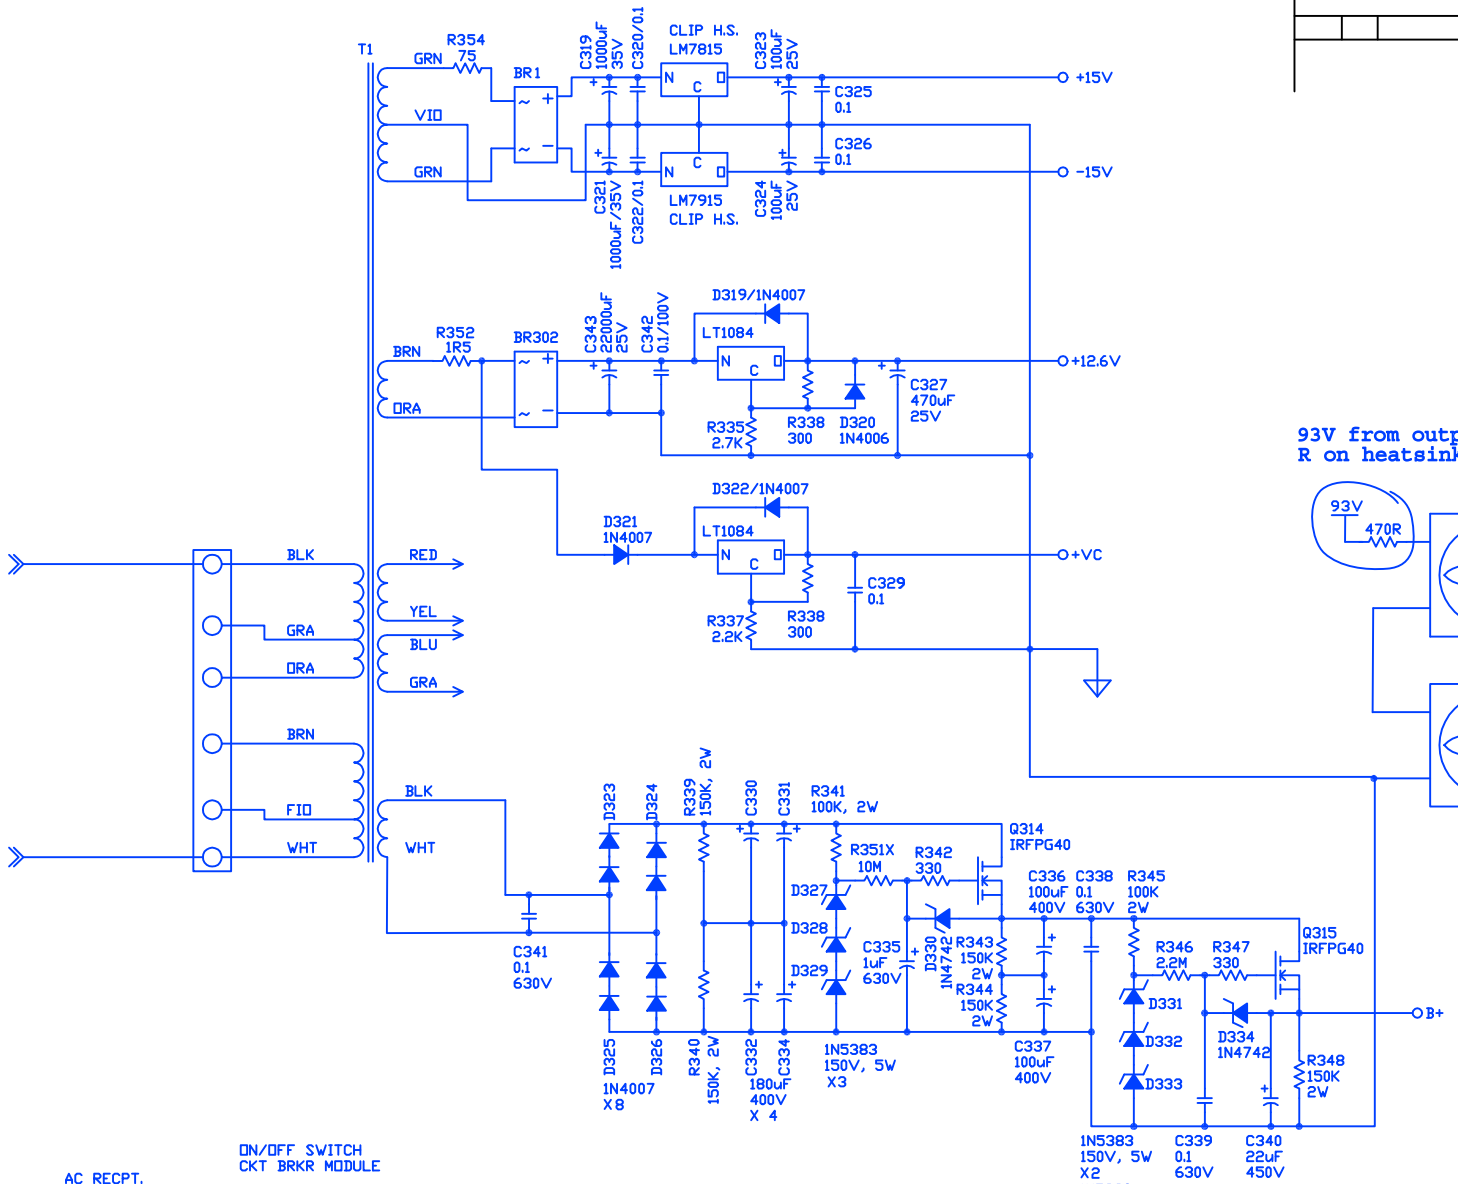 T1
GRN
R354
75
VIO
GRN
BR1
~
+
~
-
C319
1000uF
35V
C320/0.1
CLIP H.S.
LM7815
N
O
C
+
C323
100uF
25V
+
C325
0.1
+15V
C321
1000uF/35V
C322/0.1
+
N
C
O
LM7915
CLIP H.S.
C324
100uF
25V
+
C326
0.1
-15V
BRN
R352
1R5
ORA
BR302
~
+
~
-
C343
22000uF
25V
+
C342
0.1/100V
D319/1N4007
LT1084
N
O
C
R335
2.7K
R338
300
D320
1N4006
+
C327
470uF
25V
+12.6V
D321
1N4007
D322/1N4007
LT1084
N
O
C
R337
2.2K
R338
300
C329
0.1
+VC
93V from outp
R on heatsink
93V
470R
BLK
GRA
ORA
BRN
FIO
WHT
RED
YEL
BLU
GRA
BLK
WHT
C341
0.1
630V
D323
D324
D325
D326
1N4007
X8
R339
150K, 2W
R340
150K, 2W
C330
+
C331
+
C332
+
C334
+
180uF
400V
X 4
R341
100K, 2W
R351X
10M
R342
330
D327
D328
D329
1N5383
150V, 5W
X3
C335
1uF
630V
+
D330
1N4742
Q314
IRFPG40
R343
150K
2W
R344
150K
2W
C336
100uF
400V
+
C337
100uF
400V
+
C338
0.1
630V
R345
100K
2W
R346
2.2M
R347
330
Q315
IRFPG40
D331
D332
D333
1N5383
150V, 5W
X2
D334
1N4742
C339
0.1
630V
C340
22uF
450V
+
R348
150K
2W
B+
ON/OFF SWITCH
CKT BRKR MODULE
AC RECPT.